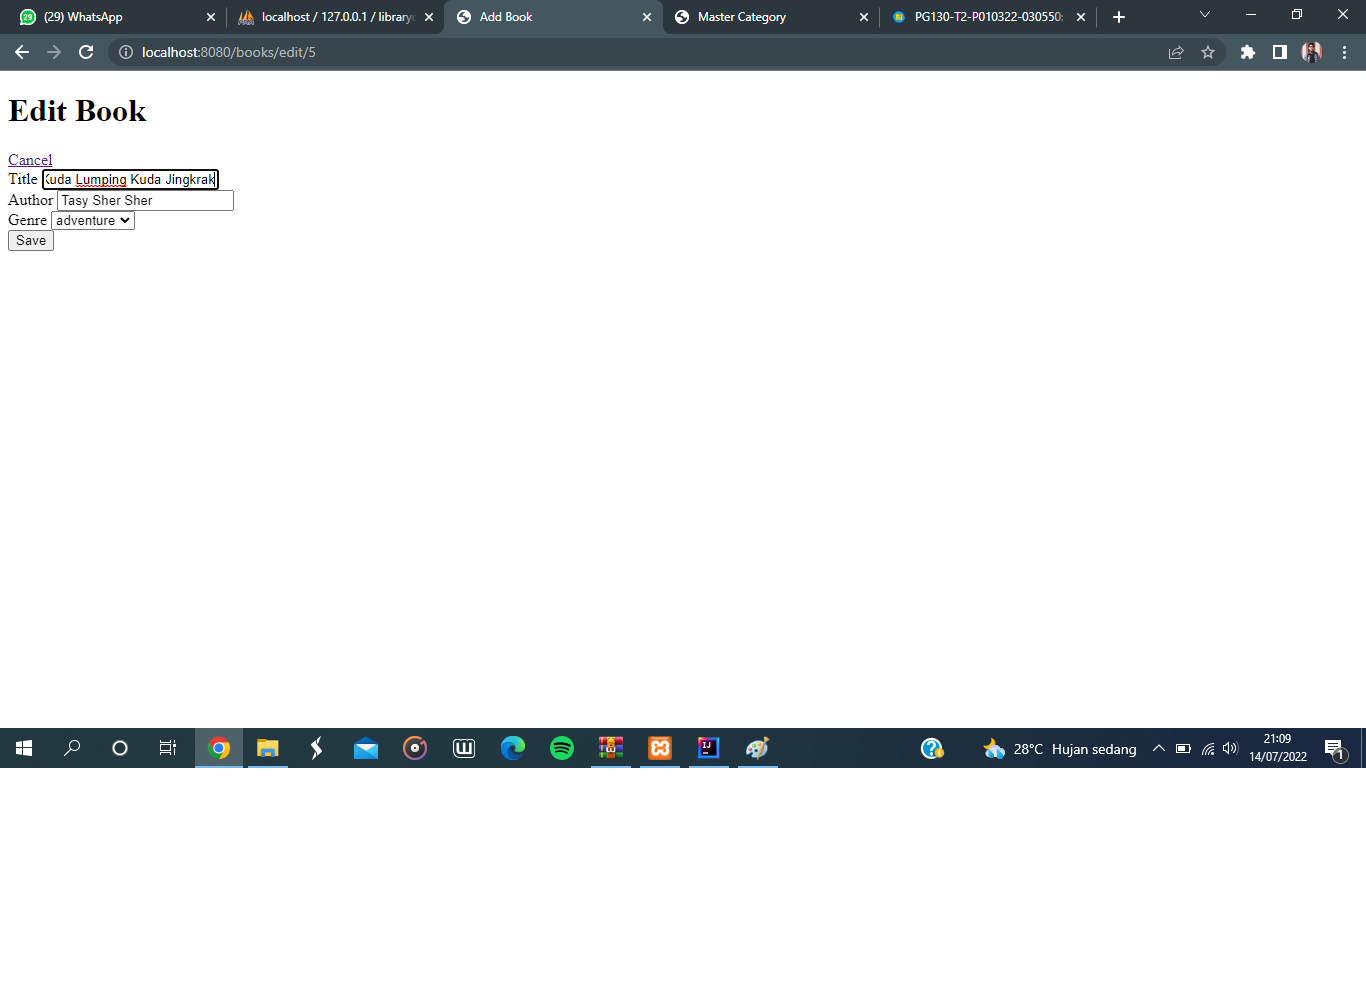 (29) WhatsApp
localhost / 127.0.0.1 / library
Add Book
Master Category
PG130-T2-P010322-030550
localhost:8080/books/edit/5
Edit Book
Cancel
Title Kuda Lumping Kuda Jingkrak
Author Tasy Sher Sher
Genre adventure
Save
28°C Hujan sedang
21:09
14/07/2022
1